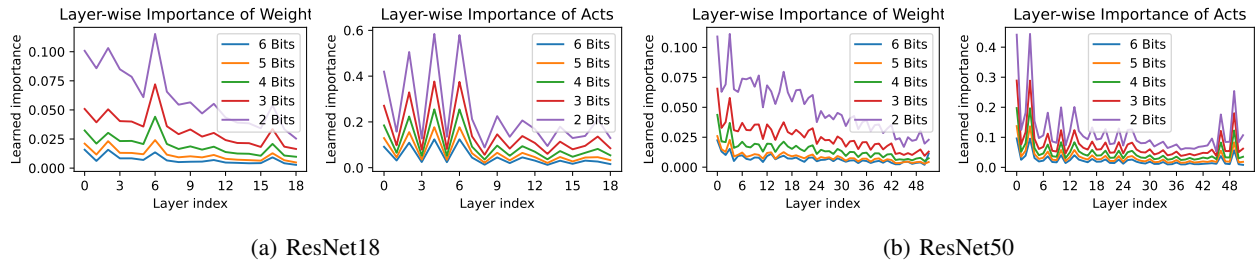 Layer-wise Importance of Weight
Learned importance
0.100
0.075
0.050
0.025
0.000
6 Bits
5 Bits
4 Bits
3 Bits
2 Bits
0 3 6 9 12 15 18
Layer index
Layer-wise Importance of Acts
Learned importance
0.6
0.4
0.2
0.0
6 Bits
5 Bits
4 Bits
3 Bits
2 Bits
0 3 6 9 12 15 18
Layer index
(a) ResNet18
Layer-wise Importance of Weight
Learned importance
0.100
0.075
0.050
0.025
0.000
6 Bits
5 Bits
4 Bits
3 Bits
2 Bits
0 6 12 18 24 30 36 42 48
Layer index
Layer-wise Importance of Acts
Learned importance
0.4
0.3
0.2
0.1
0.0
6 Bits
5 Bits
4 Bits
3 Bits
2 Bits
0 6 12 18 24 30 36 42 48
Layer index
(b) ResNet50